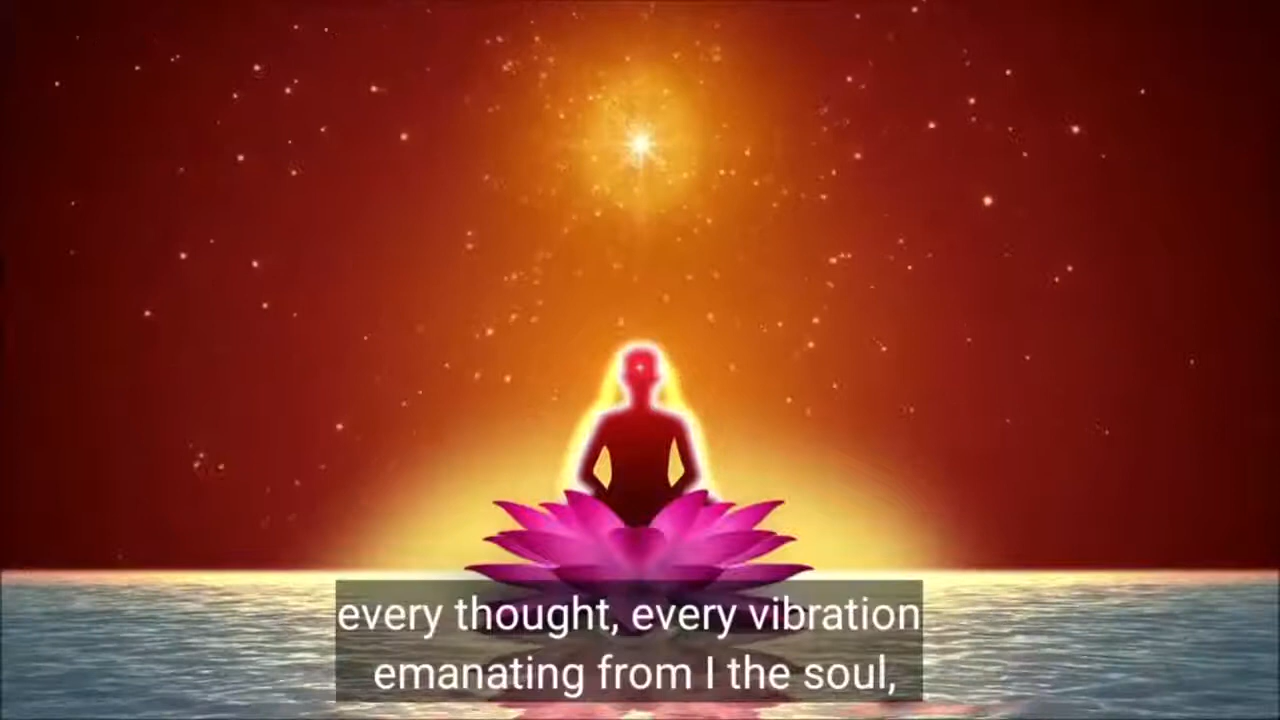 every thought, every vibration
emanating from I the soul,